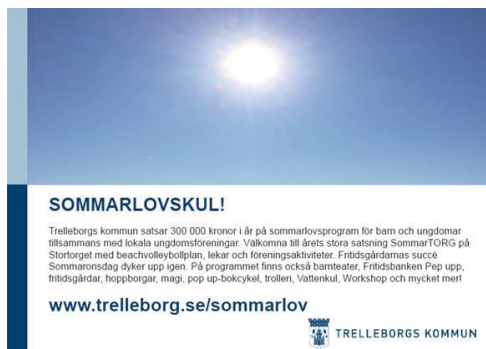 SOMMARLOVSKUL!
Trelleborgs kommun satsar 300 000 kronor i år på sommarlovsprogram för barn och ungdomar
tillsammans med lokala ungdomsföreningar. Välkomna till årets stora satsning SommarTORG på
Stortorget med beachvolleybollplan, lekar och föreningsaktiviteter. Fritidsgårdarnas succé
Sommaronsdag dyker upp igen. På programmet finns också barnteater, Fritidsbanken Pep upp,
fritidsgårdar, hoppborgar, magi, pop up-bokcykel, trolleri, Vattenkul, Workshop och mycket mer!
www.trelleborg.se/sommarlov
TRELLEBORGS KOMMUN